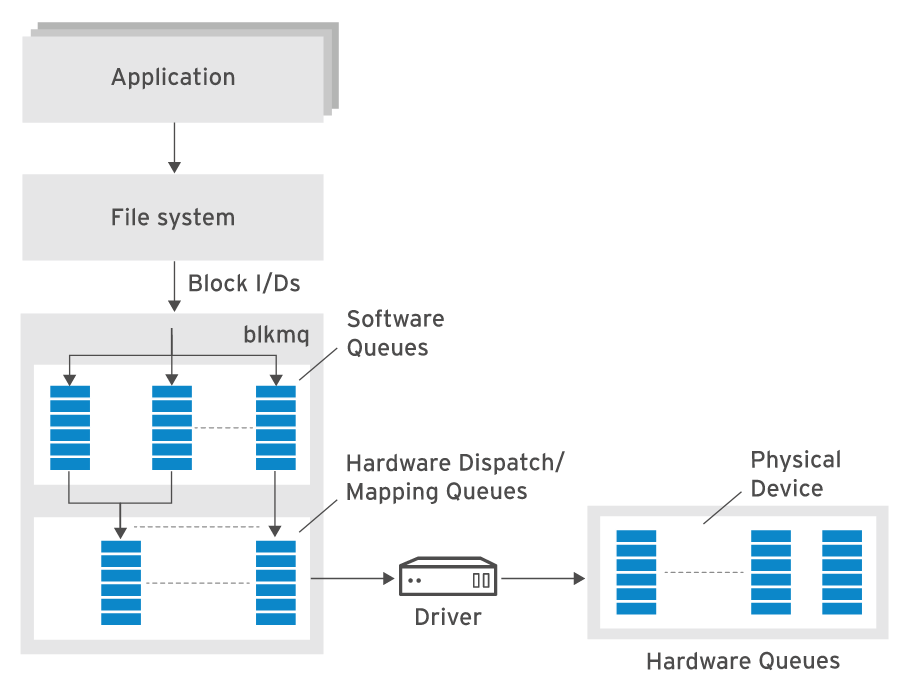 Application
File system
Block I/Ds
blkmq
Software
Queues
Hardware Dispatch/
Mapping Queues
Physical
Device
Driver
Hardware Queues